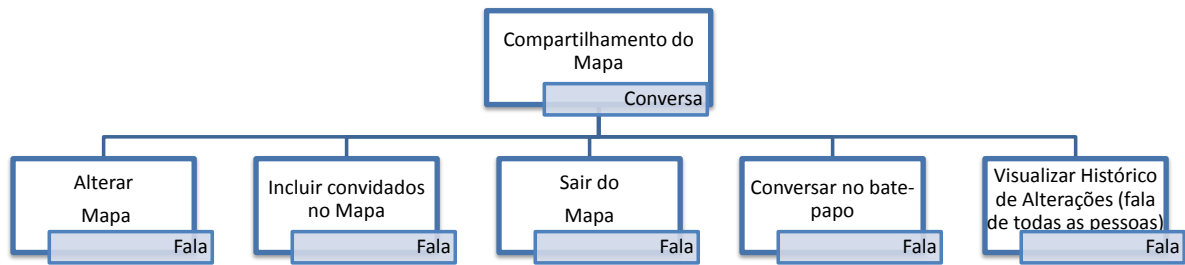 Compartilhamento do
Mapa
Conversa
Alterar
Mapa
Fala
Incluir convidados
no Mapa
Fala
Sair do
Mapa
Fala
Conversar no bate-
papo
Fala
Visualizar Histórico
de Alterações (fala
de todas as pessoas)
Fala